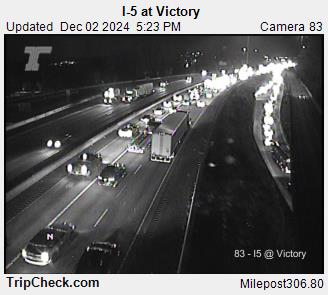 I-5 at Victory
Updated Dec 02 2024 5:23 PM Camera 83
T
83 - I5 @ Victory
N
TripCheck.com Milepost306.80